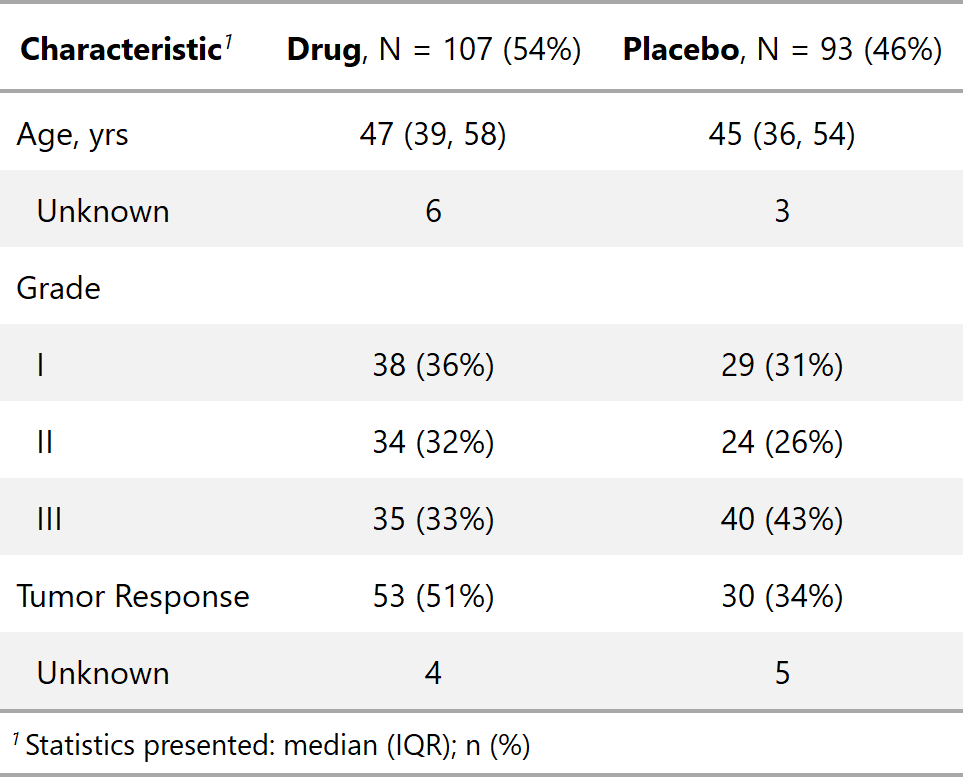 Characteristic1 Drug, N = 107 (54%) Placebo, N = 93 (46%)
Age, yrs 47 (39, 58) 45 (36, 54)
Unknown 6 3
Grade
I 38 (36%) 29 (31%)
II 34 (32%) 24 (26%)
III 35 (33%) 40 (43%)
Tumor Response 53 (51%) 30 (34%)
Unknown 4 5
1 Statistics presented: median (IQR); n (%)